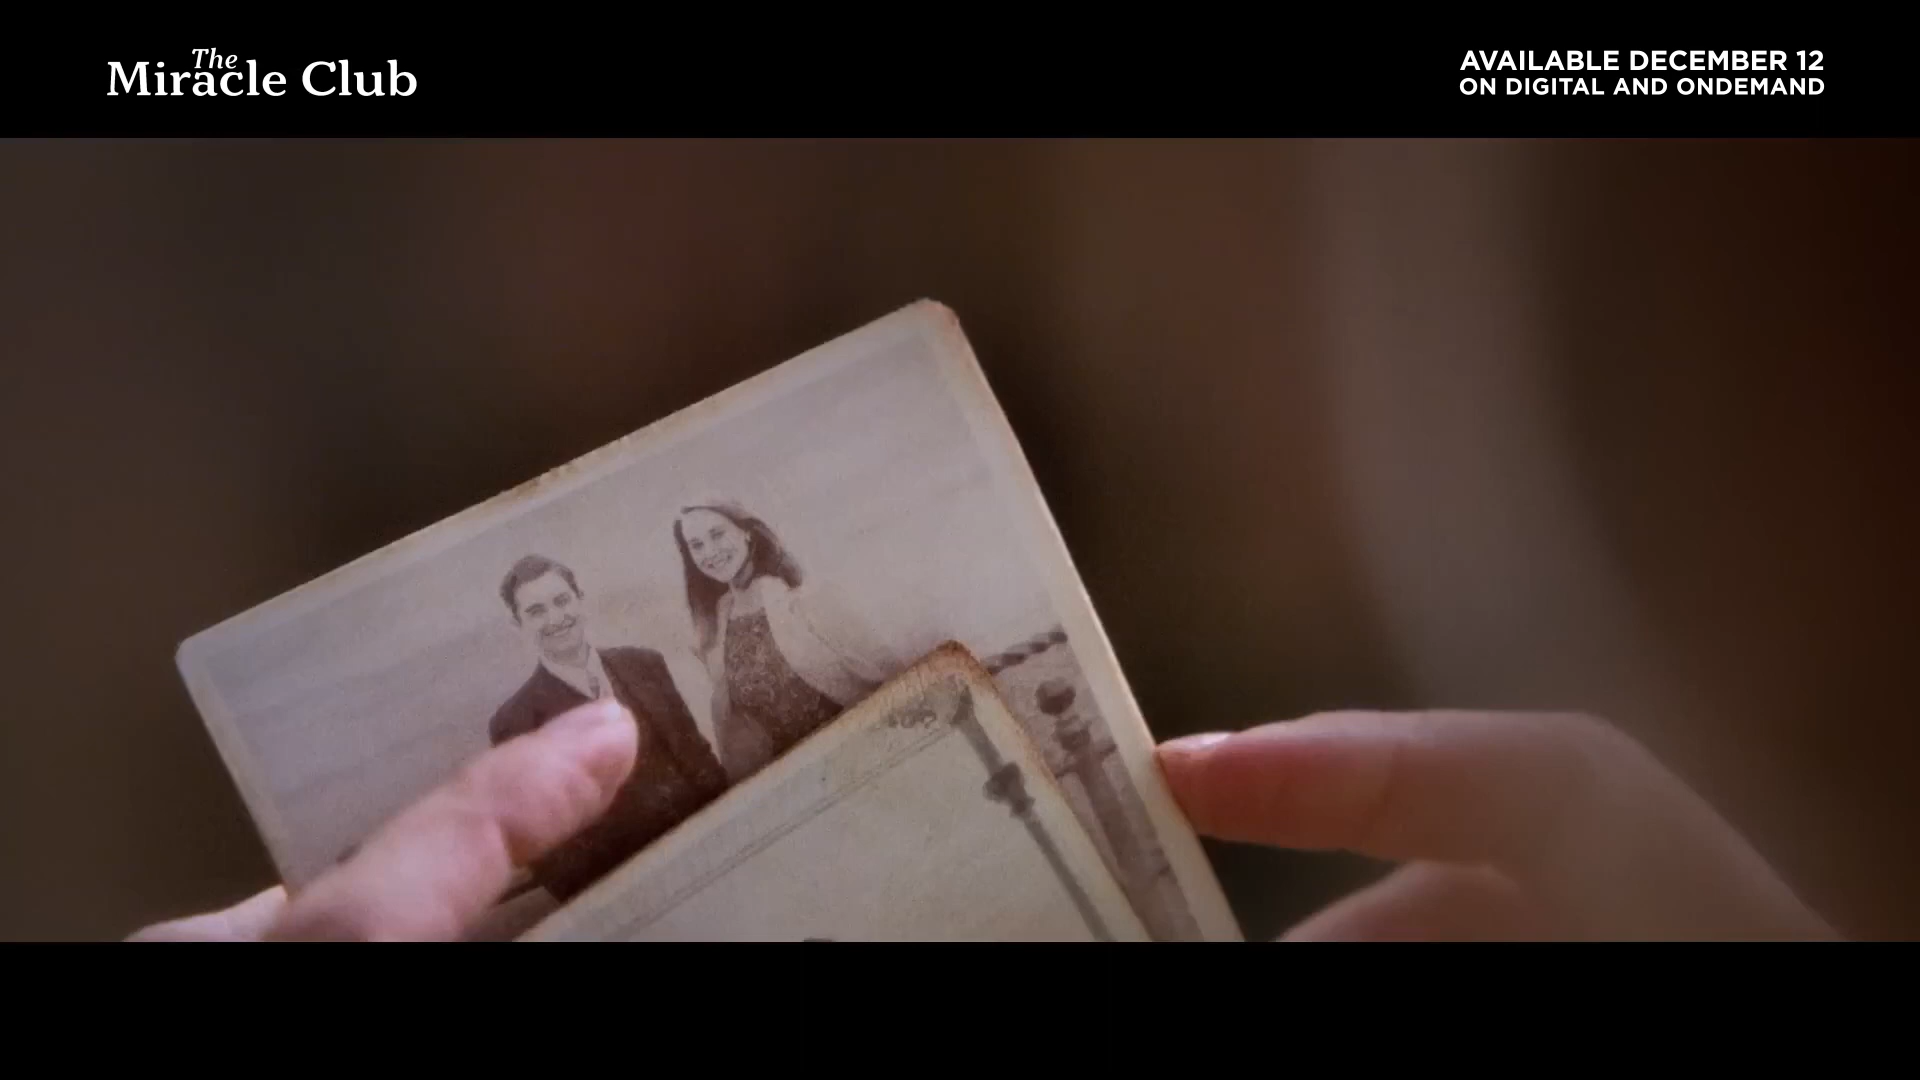 The
Miracle Club
AVAILABLE DECEMBER 12
ON DIGITAL AND ONDEMAND